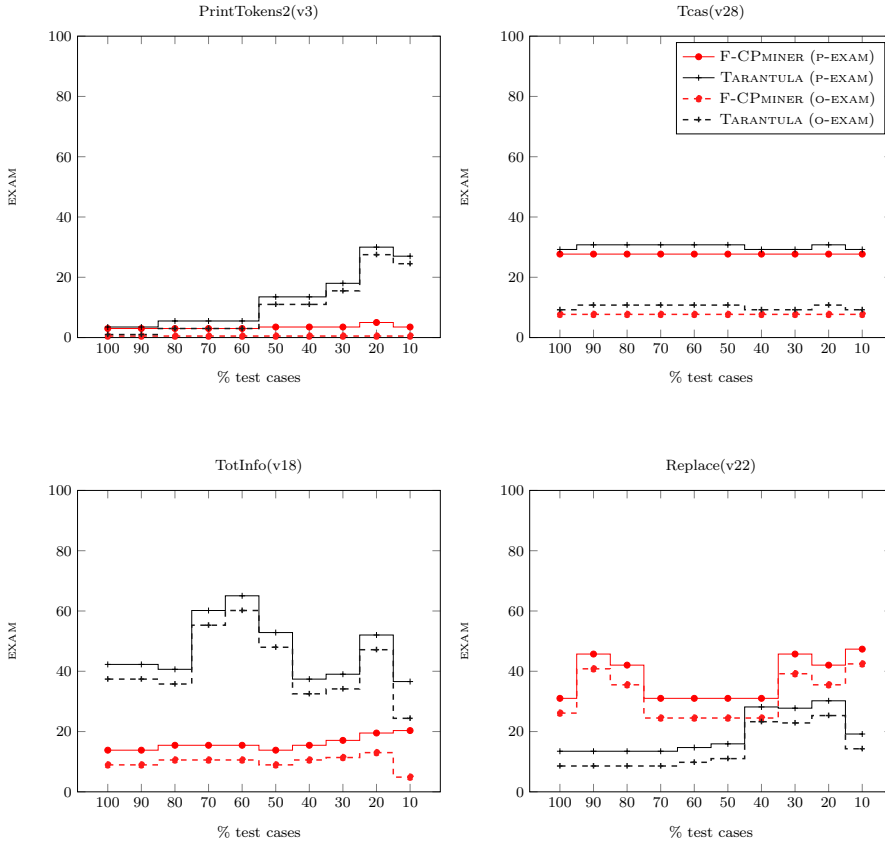 PrintTokens2(v3)
100
80
60
40
20
0
EXAM
100 90 80 70 60 50 40 30 20 10
% test cases
Tcas(v28)
100
80
60
40
20
0
EXAM
F-CPMINER (P-EXAM)
TARANTULA (P-EXAM)
F-CPMINER (O-EXAM)
TARANTULA (O-EXAM)
100 90 80 70 60 50 40 30 20 10
% test cases
TotInfo(v18)
100
80
60
40
20
0
EXAM
100 90 80 70 60 50 40 30 20 10
% test cases
Replace(v22)
100
80
60
40
20
0
EXAM
100 90 80 70 60 50 40 30 20 10
% test cases